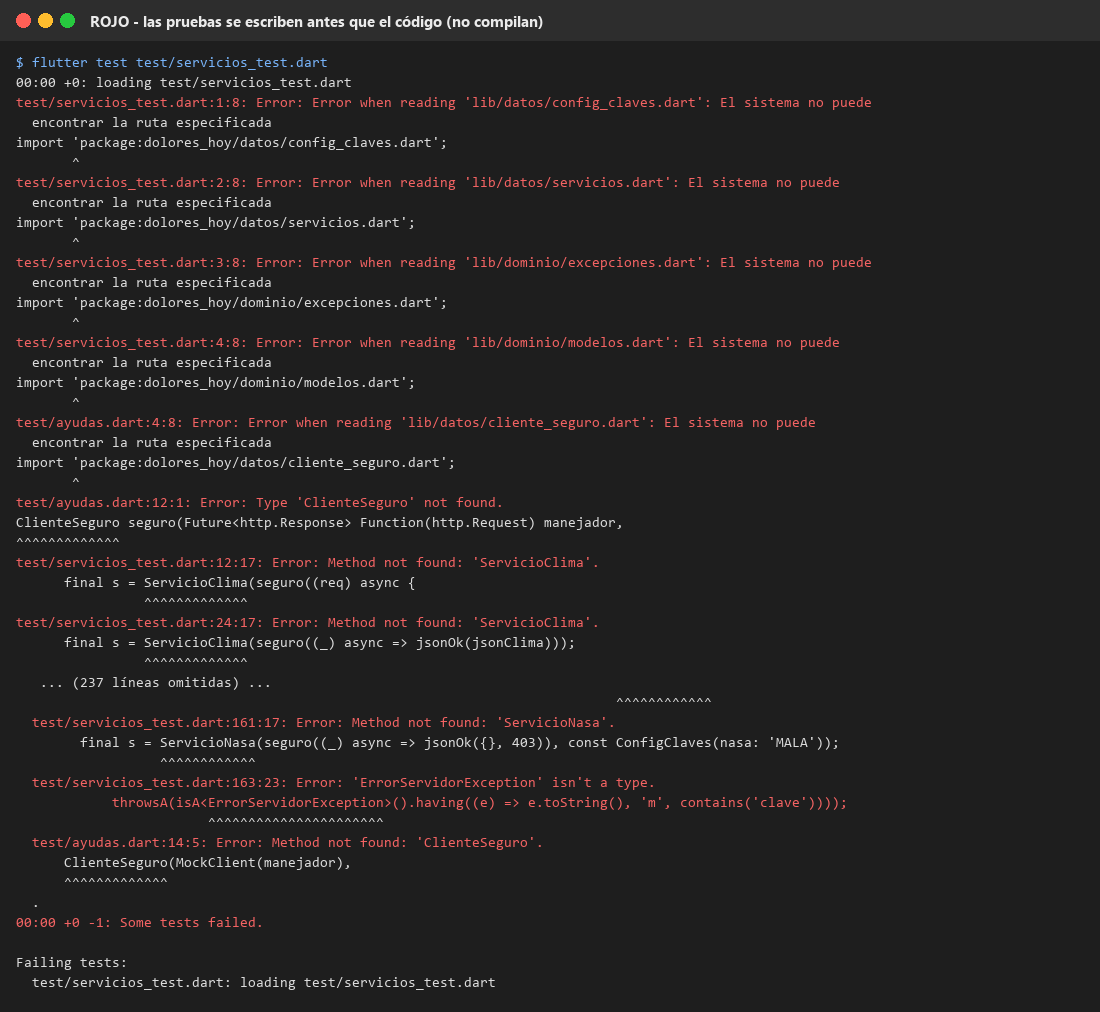 ROJO - las pruebas se escriben antes que el código (no compilan)
$ flutter test test/servicios_test.dart
00:00 +0: loading test/servicios_test.dart
test/servicios_test.dart:1:8: Error: Error when reading 'lib/datos/config_claves.dart': El sistema no puede
  encontrar la ruta especificada
import 'package:dolores_hoy/datos/config_claves.dart';
       ^
test/servicios_test.dart:2:8: Error: Error when reading 'lib/datos/servicios.dart': El sistema no puede
  encontrar la ruta especificada
import 'package:dolores_hoy/datos/servicios.dart';
       ^
test/servicios_test.dart:3:8: Error: Error when reading 'lib/dominio/excepciones.dart': El sistema no puede
  encontrar la ruta especificada
import 'package:dolores_hoy/dominio/excepciones.dart';
       ^
test/servicios_test.dart:4:8: Error: Error when reading 'lib/dominio/modelos.dart': El sistema no puede
  encontrar la ruta especificada
import 'package:dolores_hoy/dominio/modelos.dart';
       ^
test/ayudas.dart:4:8: Error: Error when reading 'lib/datos/cliente_seguro.dart': El sistema no puede
  encontrar la ruta especificada
import 'package:dolores_hoy/datos/cliente_seguro.dart';
       ^
test/ayudas.dart:12:1: Error: Type 'ClienteSeguro' not found.
ClienteSeguro seguro(Future<http.Response> Function(http.Request) manejador,
^^^^^^^^^^^^^
test/servicios_test.dart:12:17: Error: Method not found: 'ServicioClima'.
      final s = ServicioClima(seguro((req) async {
                ^^^^^^^^^^^^^
test/servicios_test.dart:24:17: Error: Method not found: 'ServicioClima'.
      final s = ServicioClima(seguro((_) async => jsonOk(jsonClima)));
                ^^^^^^^^^^^^^
   ... (237 líneas omitidas) ...
                                                                           ^^^^^^^^^^^^
  test/servicios_test.dart:161:17: Error: Method not found: 'ServicioNasa'.
        final s = ServicioNasa(seguro((_) async => jsonOk({}, 403)), const ConfigClaves(nasa: 'MALA'));
                  ^^^^^^^^^^^^
  test/servicios_test.dart:163:23: Error: 'ErrorServidorException' isn't a type.
            throwsA(isA<ErrorServidorException>().having((e) => e.toString(), 'm', contains('clave'))));
                        ^^^^^^^^^^^^^^^^^^^^^^
  test/ayudas.dart:14:5: Error: Method not found: 'ClienteSeguro'.
      ClienteSeguro(MockClient(manejador),
      ^^^^^^^^^^^^^
  .
00:00 +0 -1: Some tests failed.
Failing tests:
  test/servicios_test.dart: loading test/servicios_test.dart